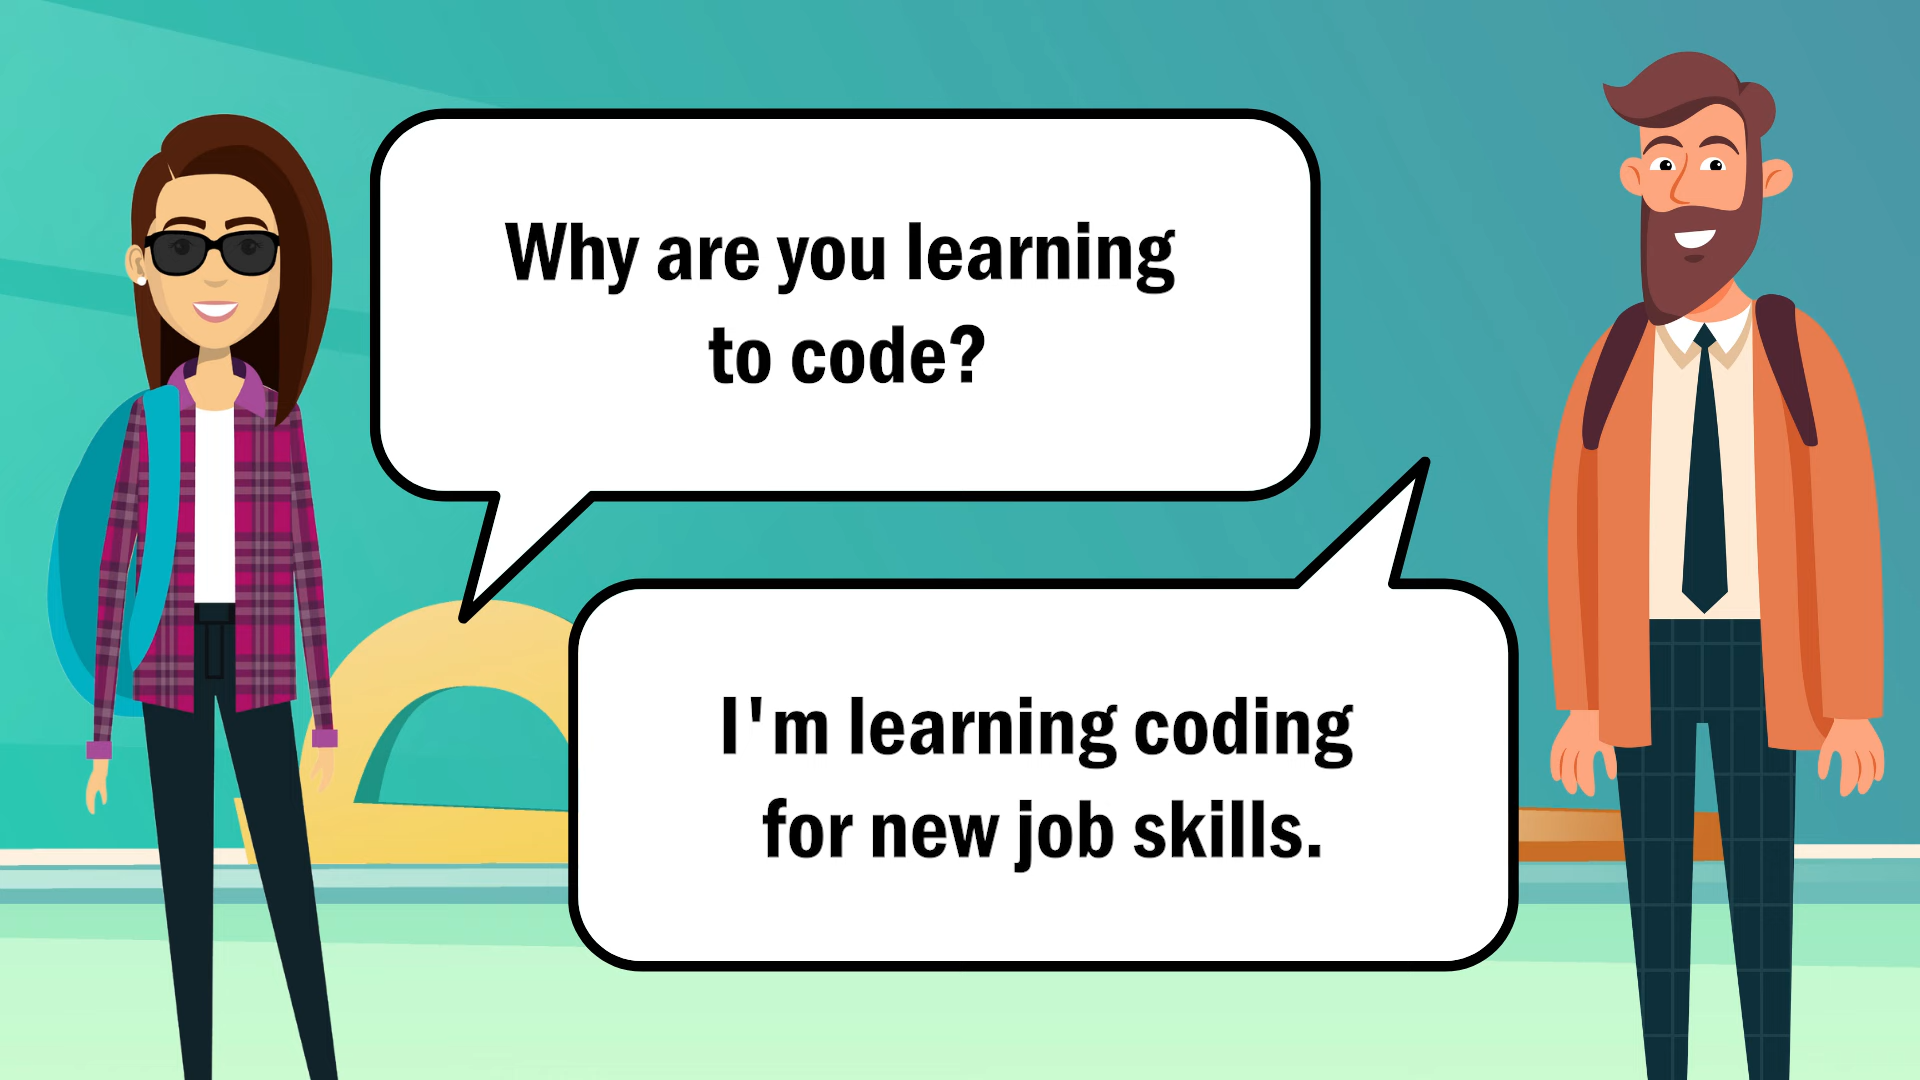 Why are you learning
to code?
I'm learning coding
for new job skills.